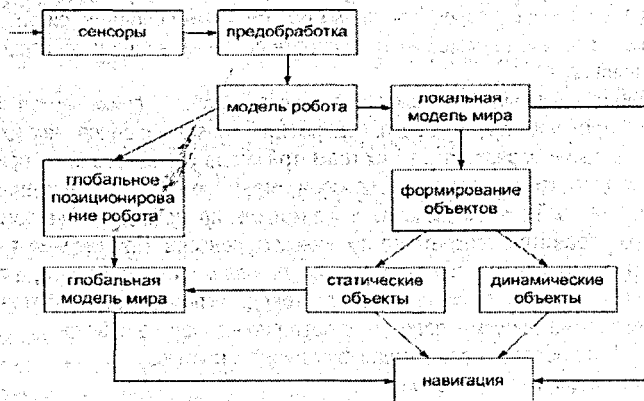 сенсоры
предобработка
модель робота
локальная
модель мира
глобальное
позиционирова
ние робота
формирование
объектов
глобальная
модель мира
статические
объекты
динамические
объекты
навигация